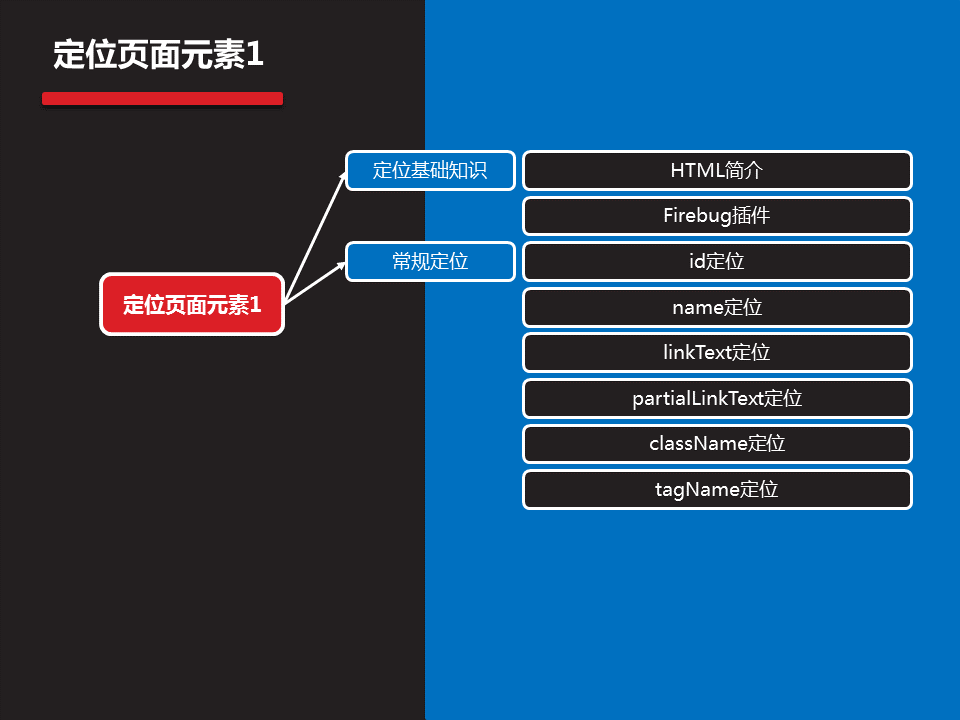 定位页面元素1
定位基础知识
HTML简介
Firebug插件
常规定位
id定位
定位页面元素1
name定位
linkText定位
partialLinkText定位
className定位
tagName定位